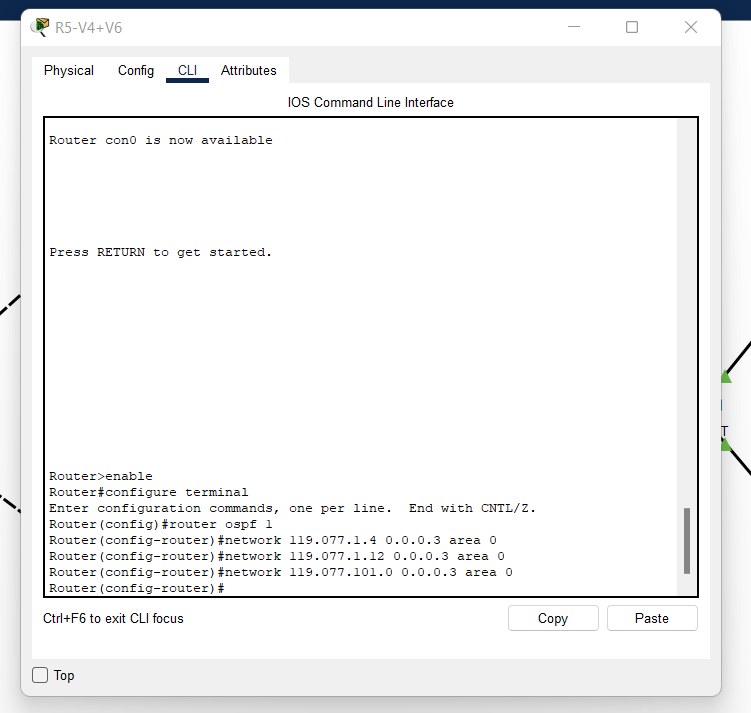 R5-V4+V6
Physical Config CLI Attributes
IOS Command Line Interface
Router con0 is now available
Press RETURN to get started.
Router>enable
Router#configure terminal
Enter configuration commands, one per line.  End with CNTL/Z.
Router(config)#router ospf 1
Router(config-router)#network 119.077.1.4 0.0.0.3 area 0
Router(config-router)#network 119.077.1.12 0.0.0.3 area 0
Router(config-router)#network 119.077.101.0 0.0.0.3 area 0
Router(config-router)#
Ctrl+F6 to exit CLI focus
Copy Paste
Top
T